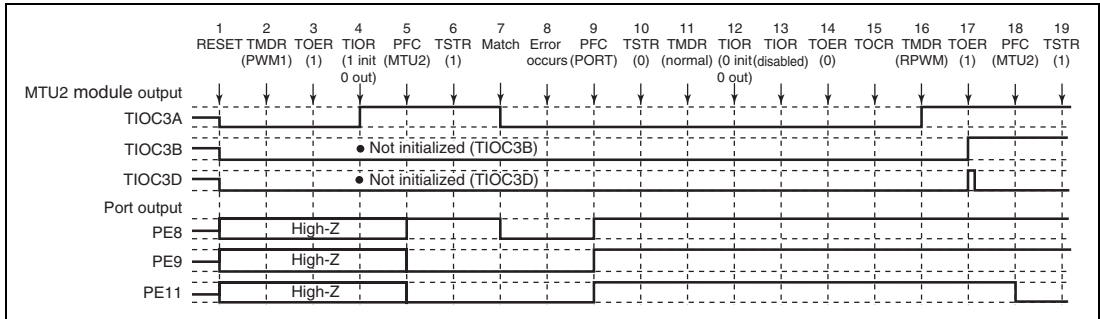 1 2 3 4 5 6 7 8 9 10 11 12 13 14 15 16 17 18 19
RESET TMDR TOER TIOR PFC TSTR Match Error PFC TSTR TMDR TIOR TIOR TOER TOCR TMDR TOER PFC TSTR
(PWM1) (1) (1 init (MTU2) (1) occurs (PORT) (0) (normal) (0 init (disabled) (0) (RPWM) (1) (MTU2) (1)
0 out) 0 out)
MTU2 module output
TIOC3A
TIOC3B • Not initialized (TIOC3B)
TIOC3D • Not initialized (TIOC3D)
Port output
PE8 High-Z
PE9 High-Z
PE11 High-Z